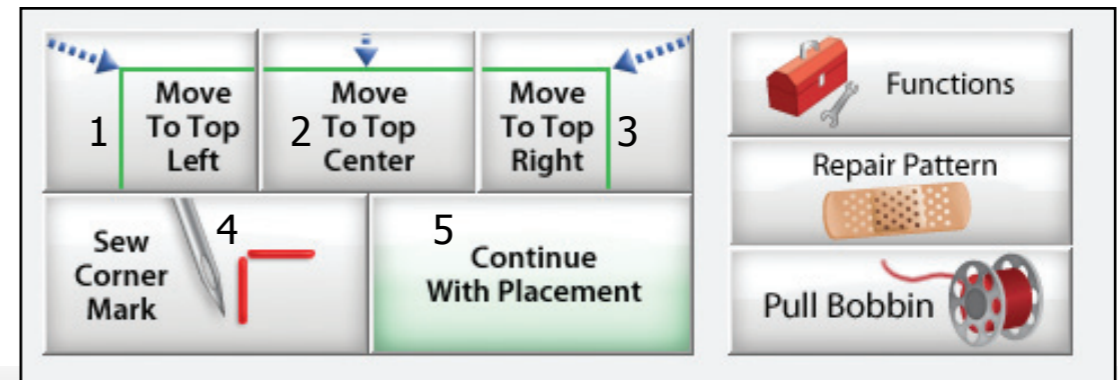 1
Move
To Top
Left
2
Move
To Top
Center
Move
To Top
Right
3
Functions
Repair Pattern
Sew
Corner
Mark
4
5
Continue
With Placement
Pull Bobbin